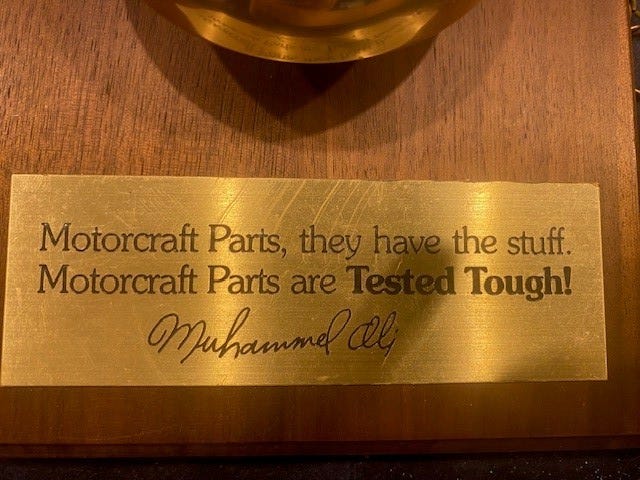 Motorcraft Parts, they have the stuff.
Motorcraft Parts are Tested Tough!
Muhammad Ali